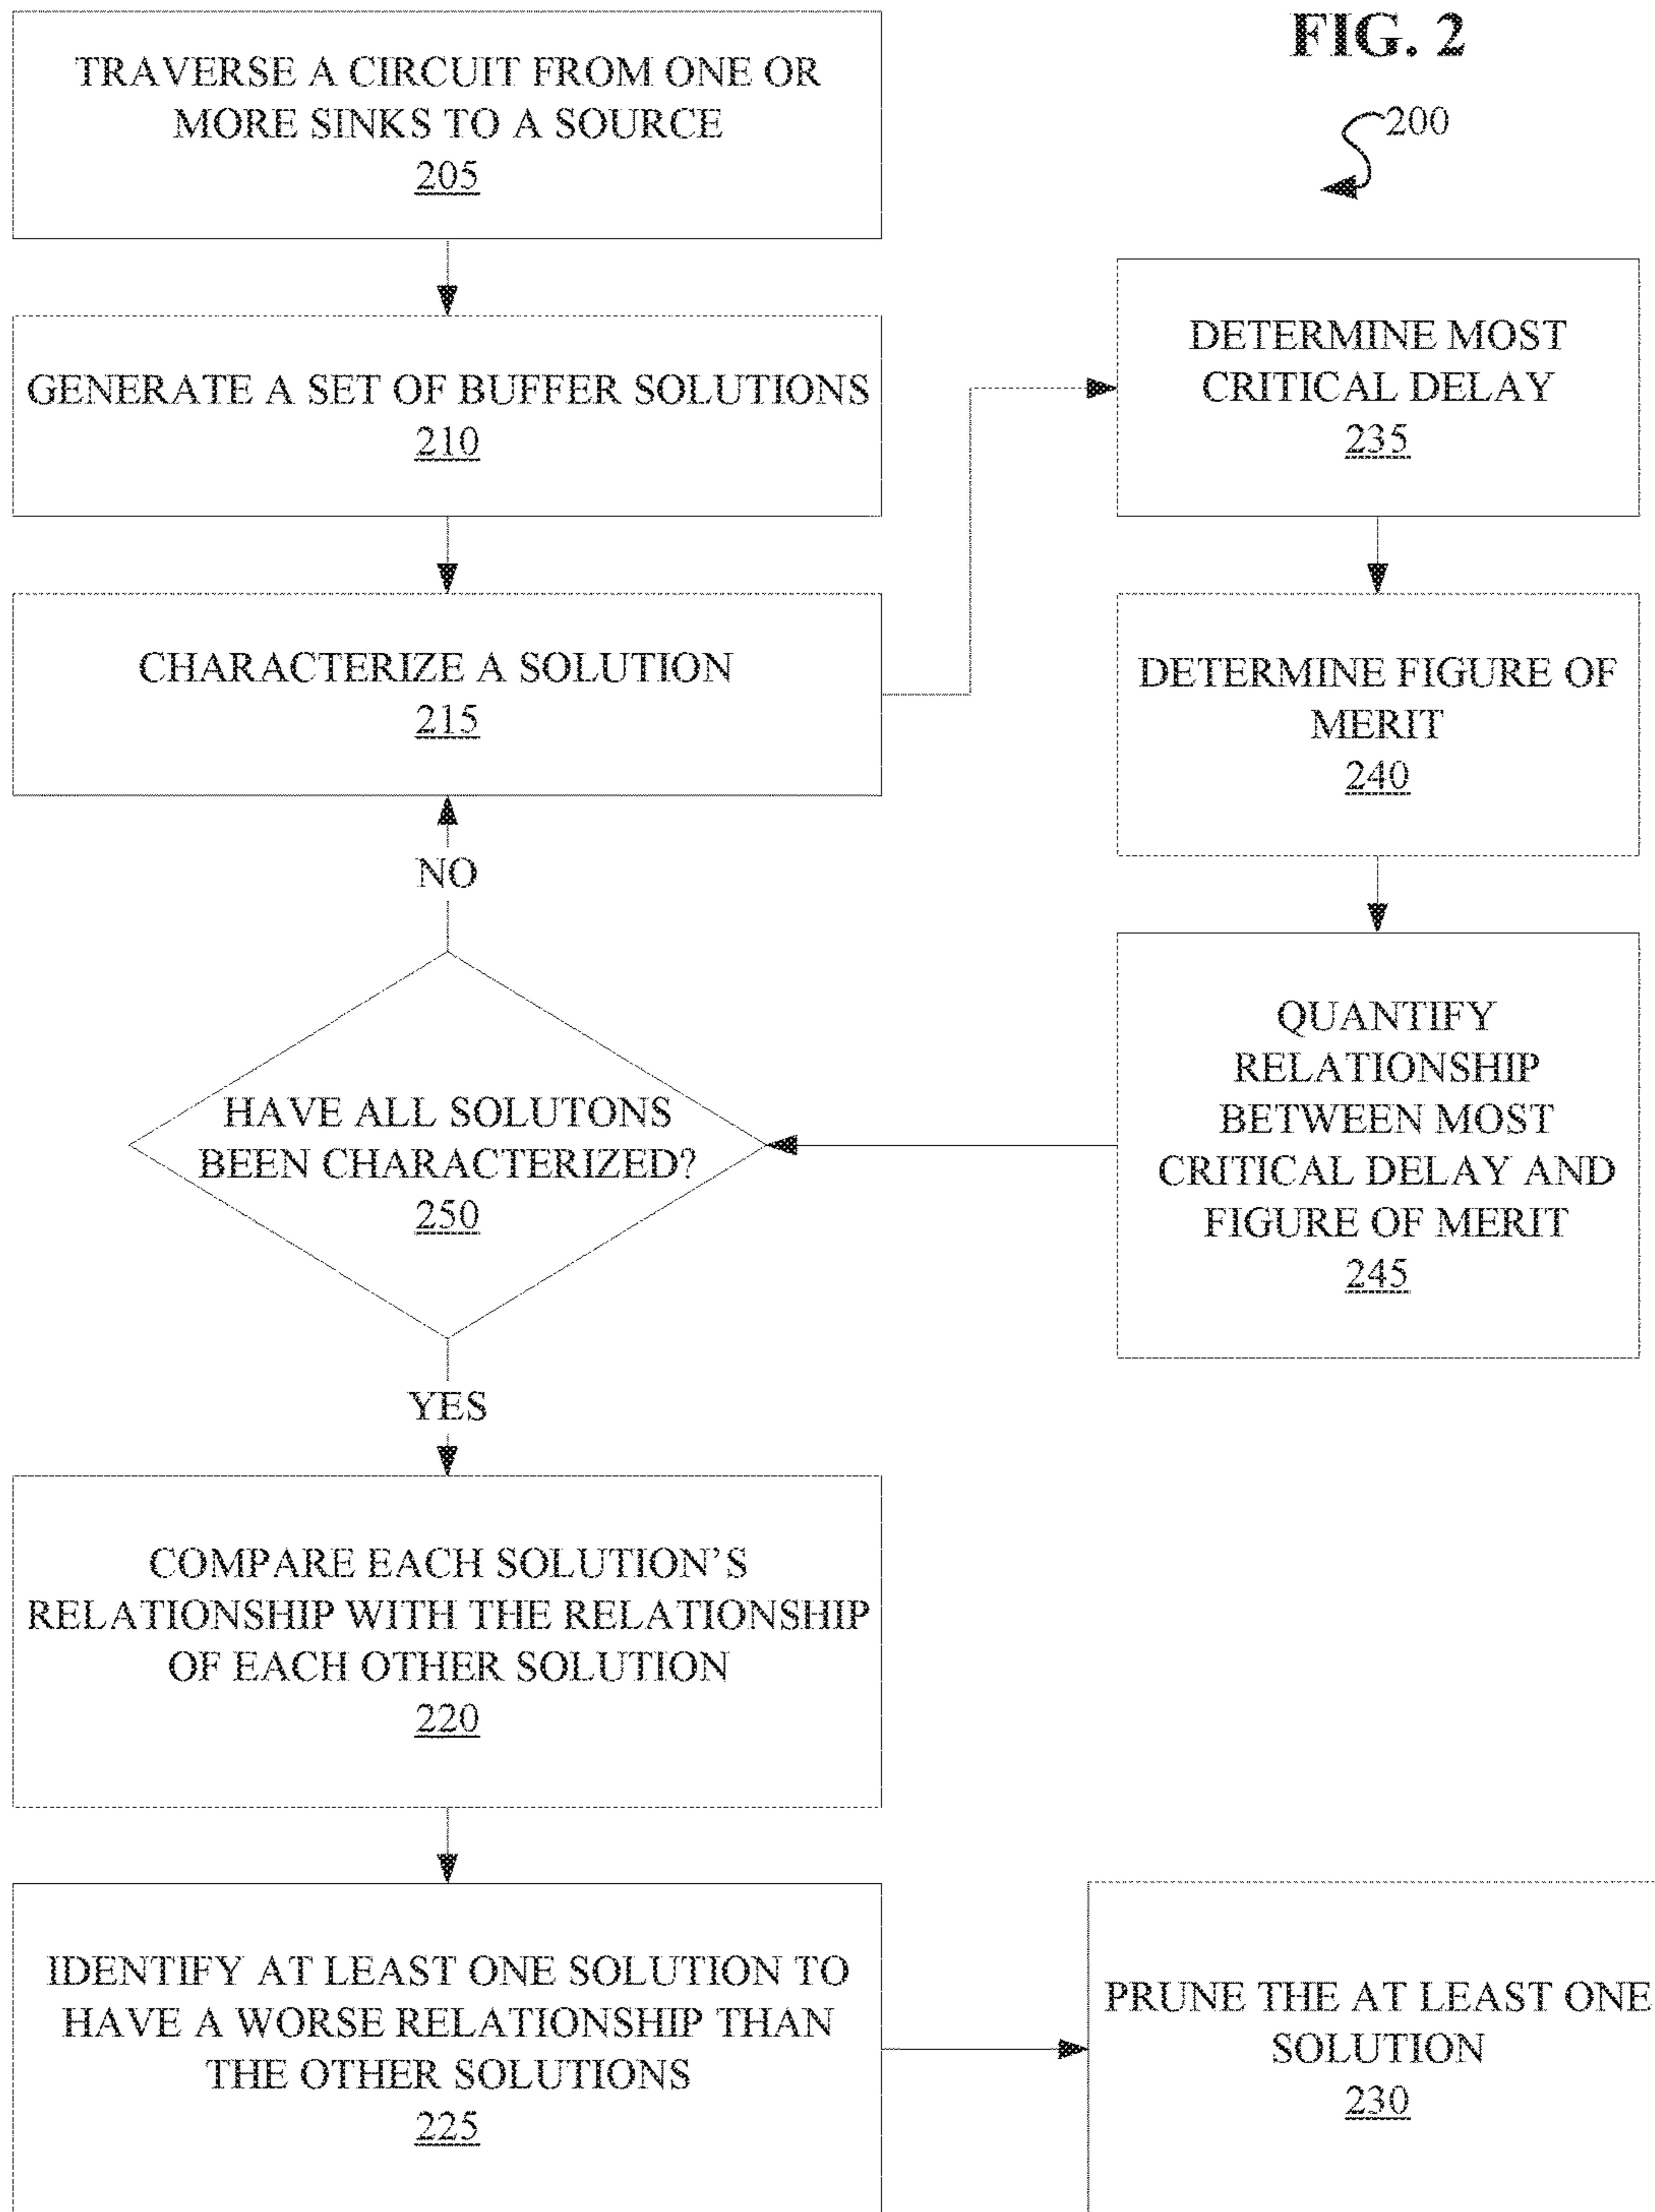 FIG. 2
200
TRAVERSE A CIRCUIT FROM ONE OR
MORE SINKS TO A SOURCE
205
GENERATE A SET OF BUFFER SOLUTIONS
210
CHARACTERIZE A SOLUTION
215
DETERMINE MOST
CRITICAL DELAY
235
DETERMINE FIGURE OF
MERIT
240
QUANTIFY
RELATIONSHIP
BETWEEN MOST
CRITICAL DELAY AND
FIGURE OF MERIT
245
NO
HAVE ALL SOLUTONS
BEEN CHARACTERIZED?
250
YES
COMPARE EACH SOLUTION'S
RELATIONSHIP WITH THE RELATIONSHIP
OF EACH OTHER SOLUTION
220
IDENTIFY AT LEAST ONE SOLUTION TO
HAVE A WORSE RELATIONSHIP THAN
THE OTHER SOLUTIONS
225
PRUNE THE AT LEAST ONE
SOLUTION
230